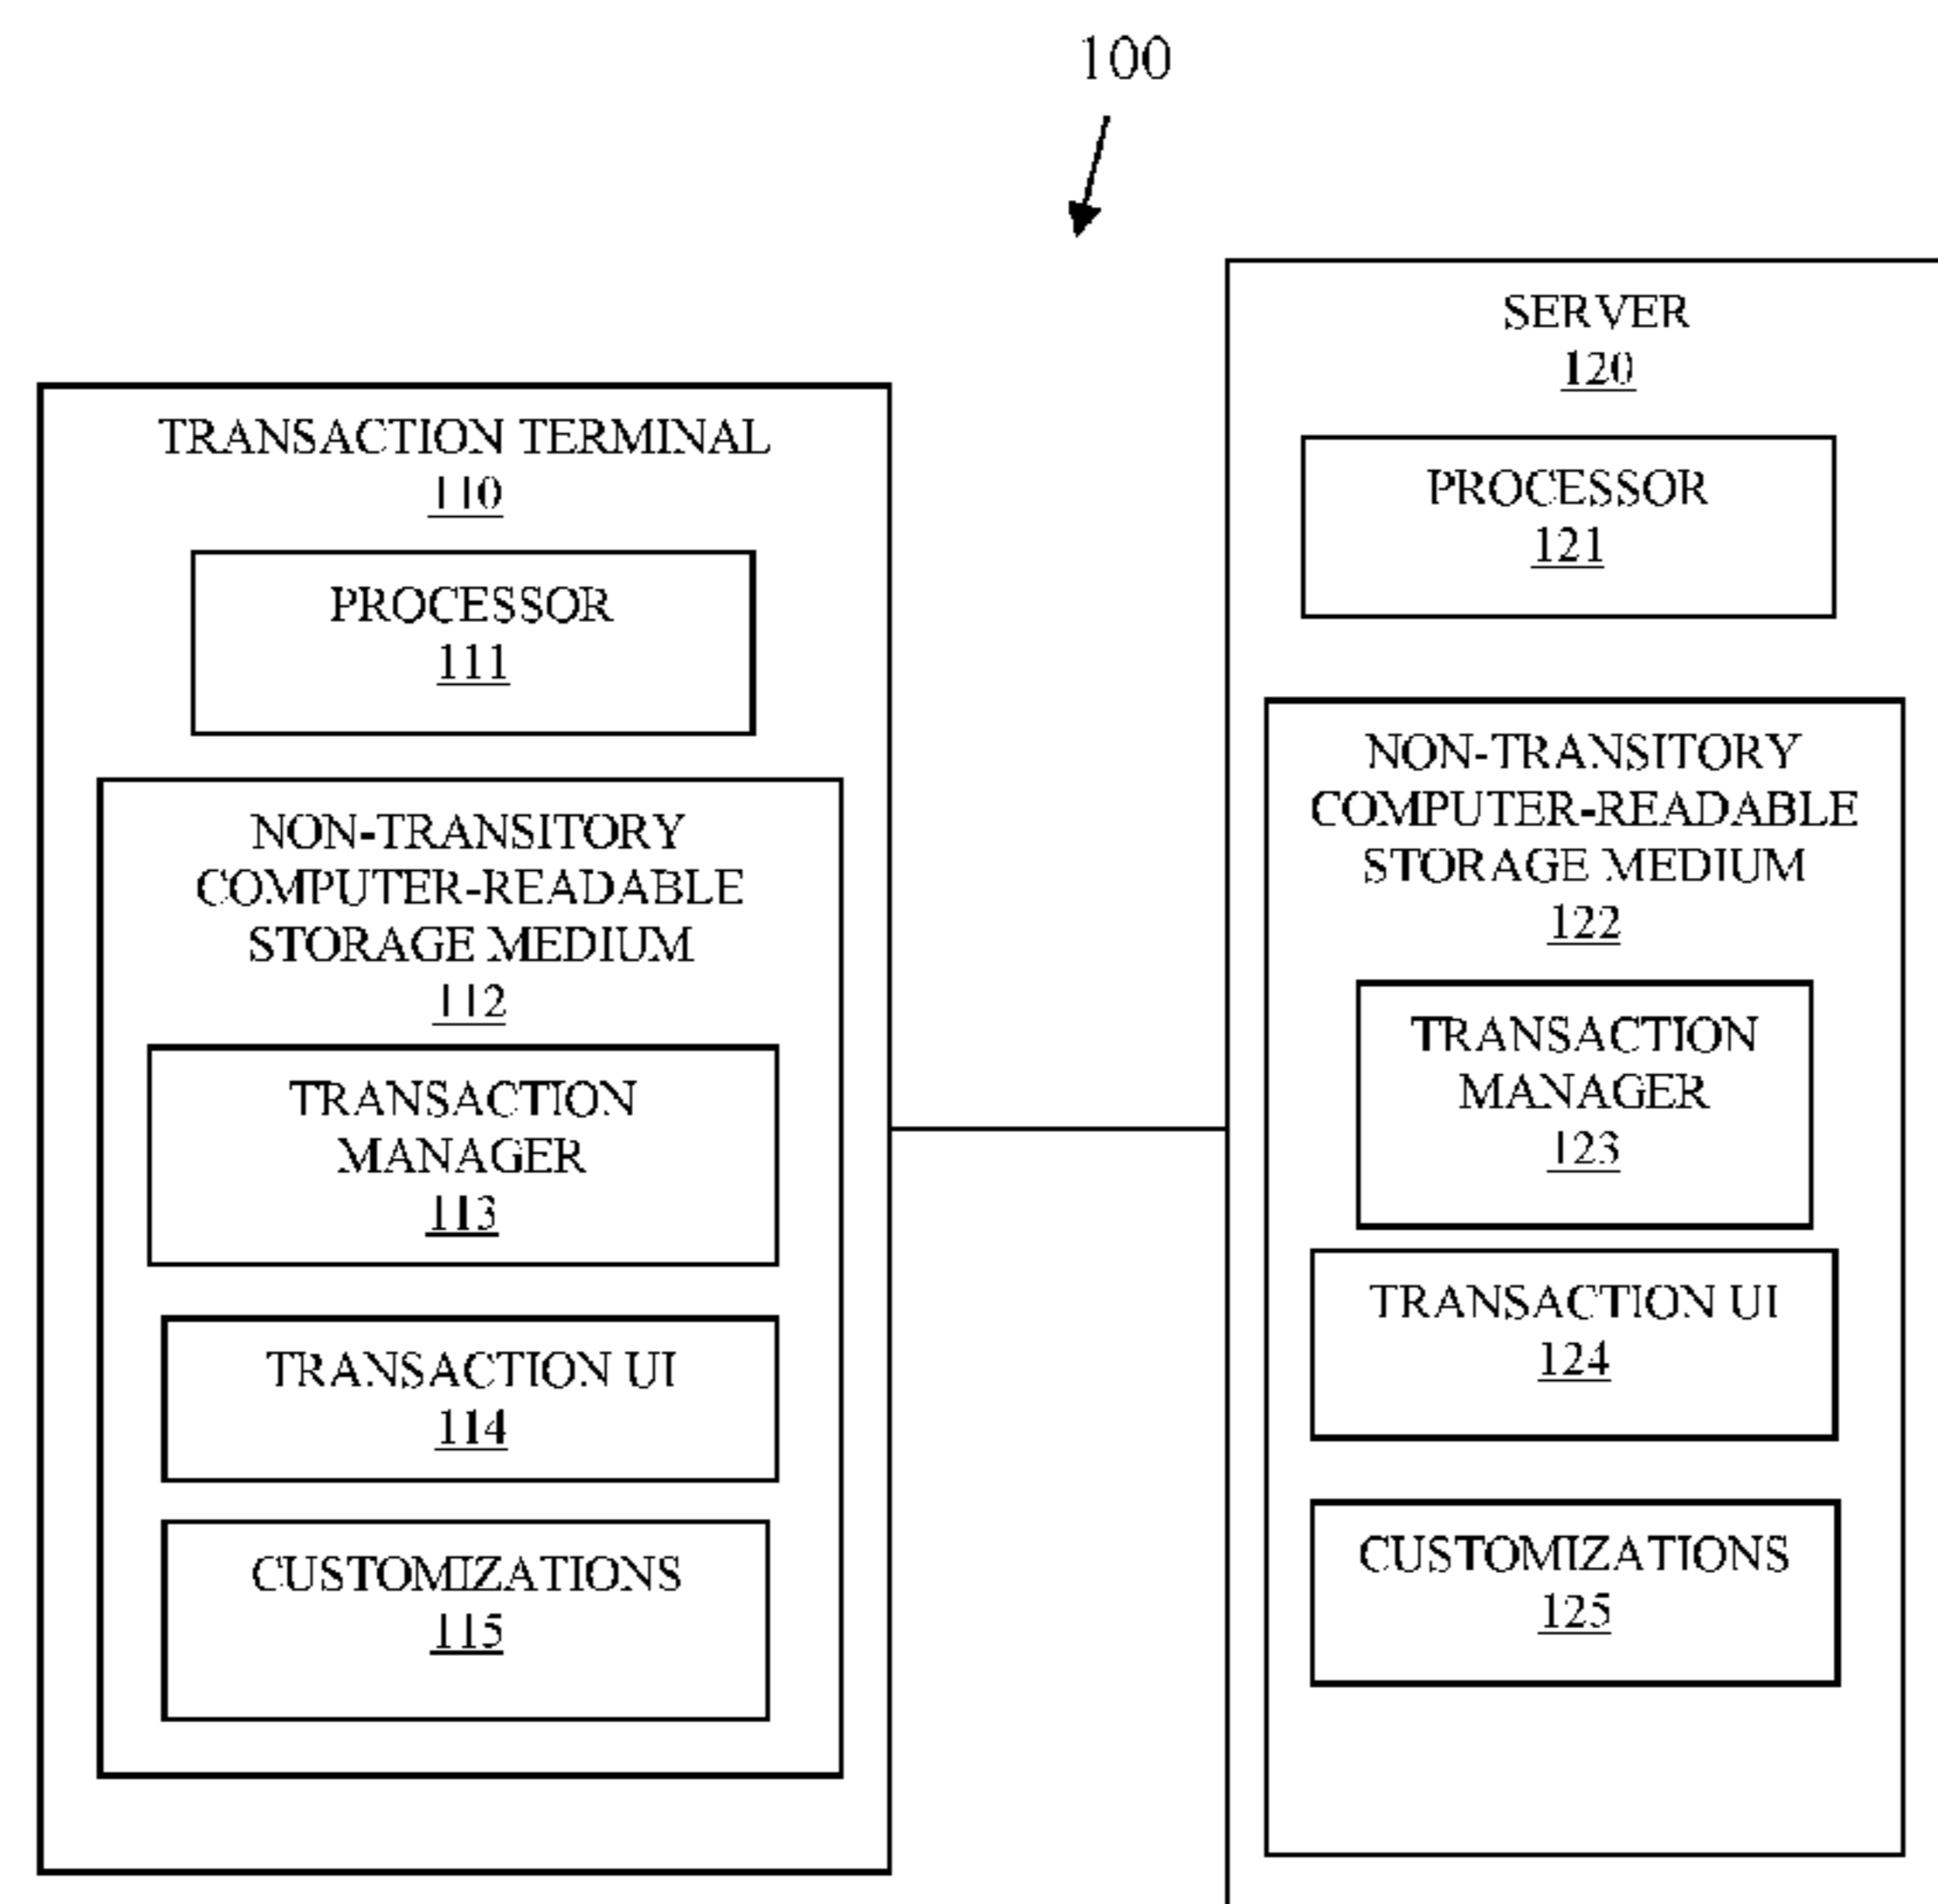 100
TRANSACTION TERMINAL
110
PROCESSOR
111
NON-TRANSITORY
COMPUTER-READABLE
STORAGE MEDIUM
112
TRANSACTION
MANAGER
113
TRANSACTION UI
114
CUSTOMIZATIONS
115
SERVER
120
PROCESSOR
121
NON-TRANSITORY
COMPUTER-READABLE
STORAGE MEDIUM
122
TRANSACTION
MANAGER
123
TRANSACTION UI
124
CUSTOMIZATIONS
125